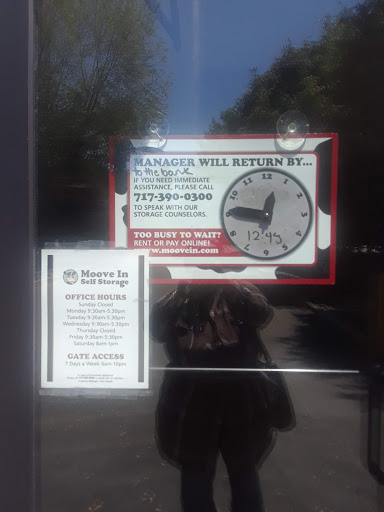 MANAGER WILL RETURN BY...
to the bank
IF YOU NEED IMMEDIATE
ASSISTANCE, PLEASE CALL
717-390-0300
TO SPEAK WITH OUR
STORAGE COUNSELORS.
TOO BUSY TO WAIT?
RENT OR PAY ONLINE!
www.moovein.com
12
1
2
3
4
5
6
7
8
9
10
11
12:45
Moove In
Self Storage
OFFICE HOURS
Sunday Closed
Monday 9:30am-5:30pm
Tuesday 9:30am-5:30pm
Wednesday 9:30am-5:30pm
Thursday Closed
Friday 9:30am-5:30pm
Saturday 8am-1pm
GATE ACCESS
7 Days a Week 6am-10pm